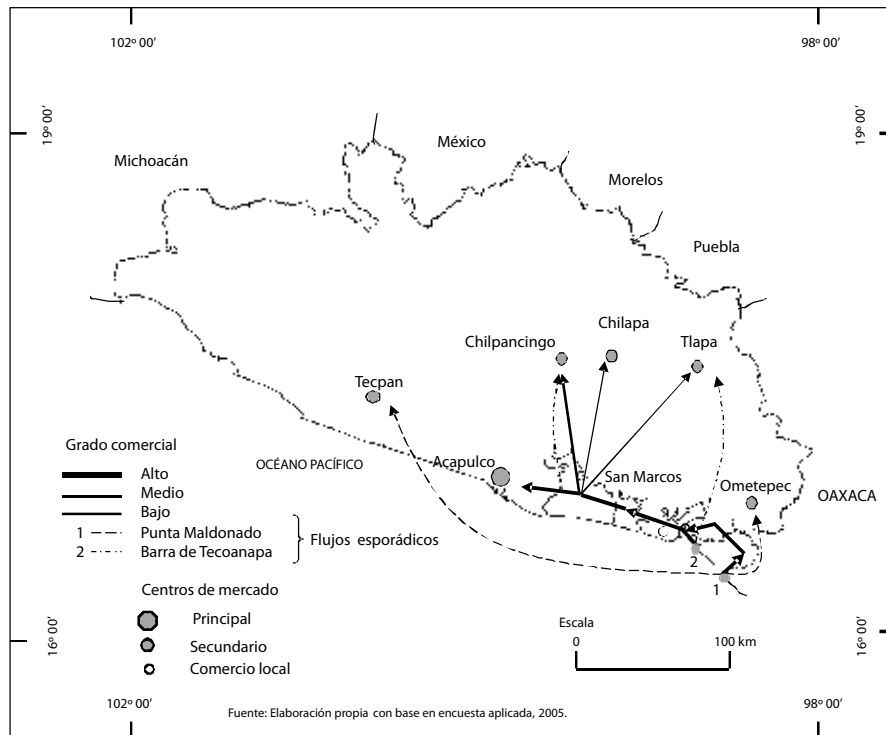 102º 00’
98º 00’
19º 00’
19º 00’
México
Michoacán
Morelos
Puebla
Chilapa
Chilpancingo
Tlapa
Tecpan
Grado comercial
Acapulco
OCÉANO PACÍFICO
San Marcos
Ometepec
OAXACA
Alto
Medio
Bajo
1 Punta Maldonado
2 Barra de Tecoanapa
Flujos esporádicos
2
1
Centros de mercado
Principal
Secundario
Comercio local
Escala
0 100 km
16º 00’
16º 00’
102º 00’
98º 00’
Fuente: Elaboración propia con base en encuesta aplicada, 2005.